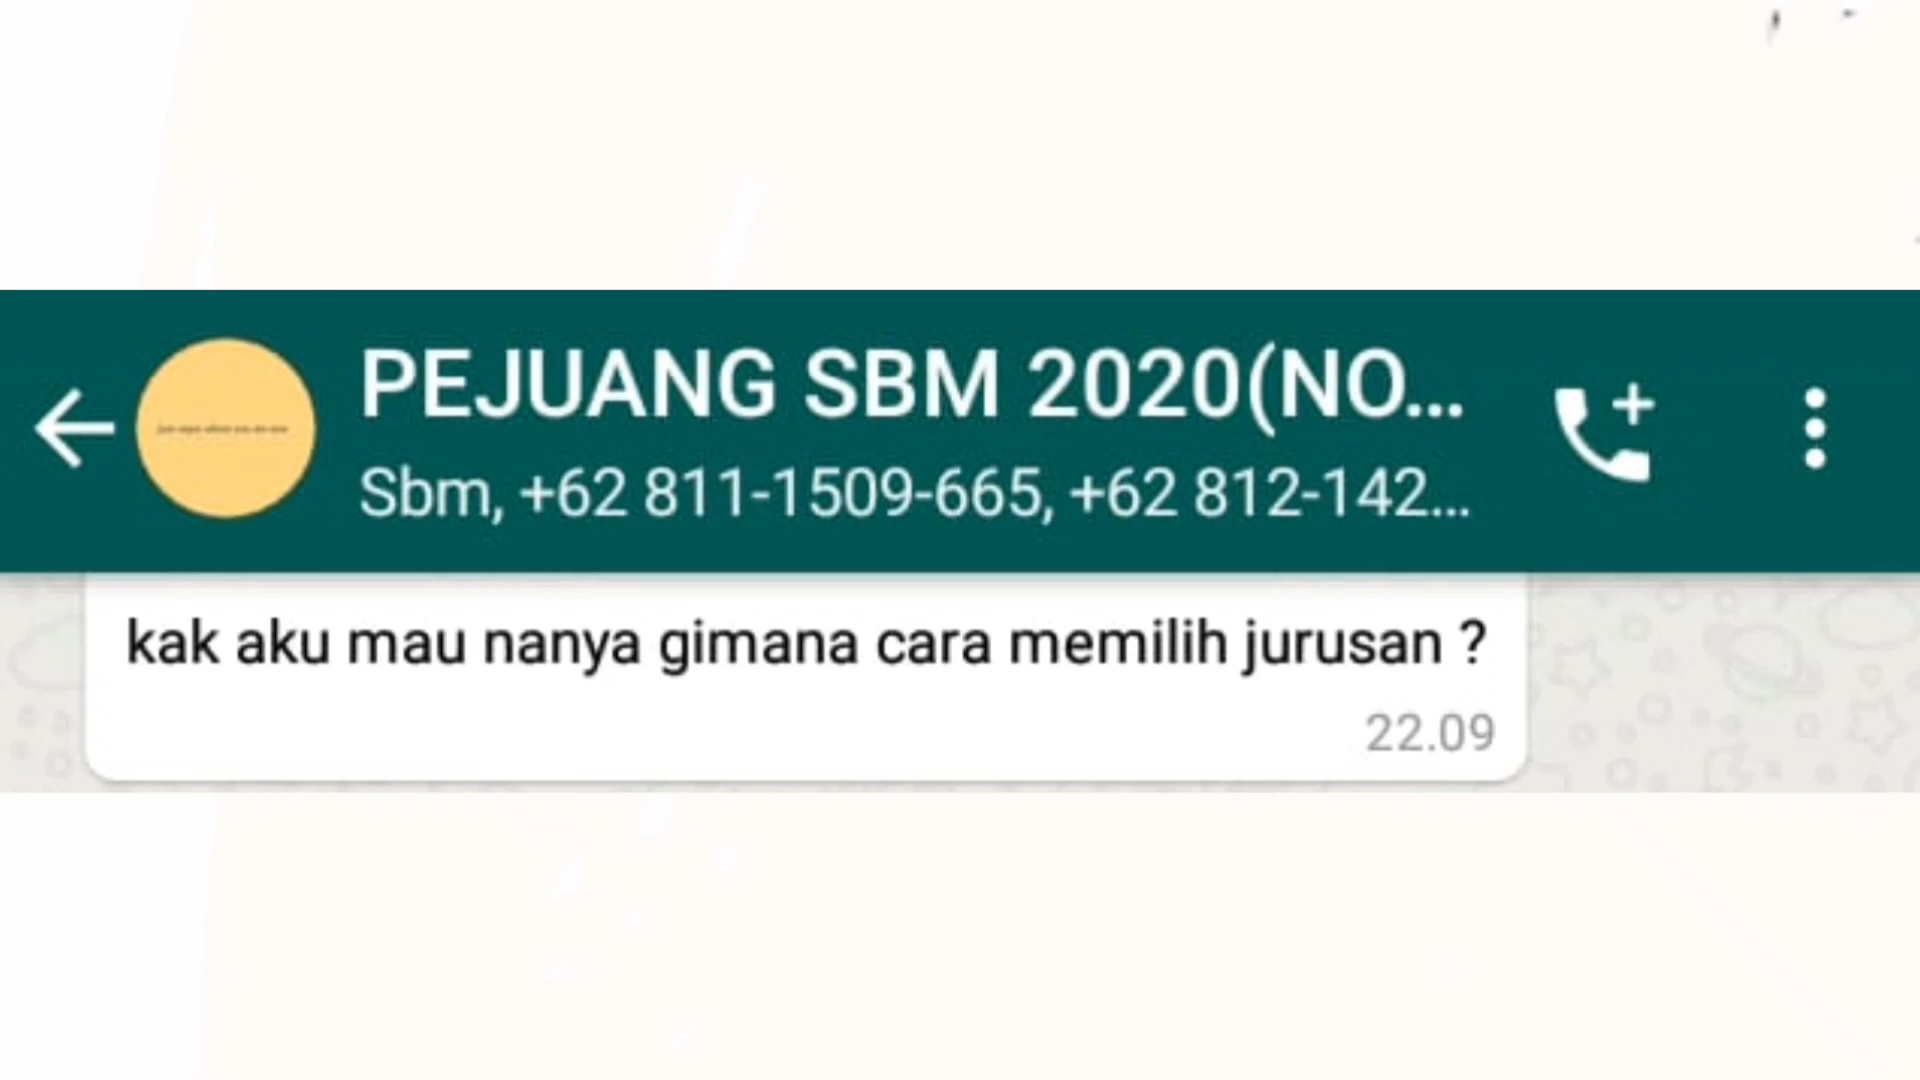 PEJUANG SBM 2020(NO...
Sbm, +62 811-1509-665, +62 812-142...
kak aku mau nanya gimana cara memilih jurusan ?
22.09